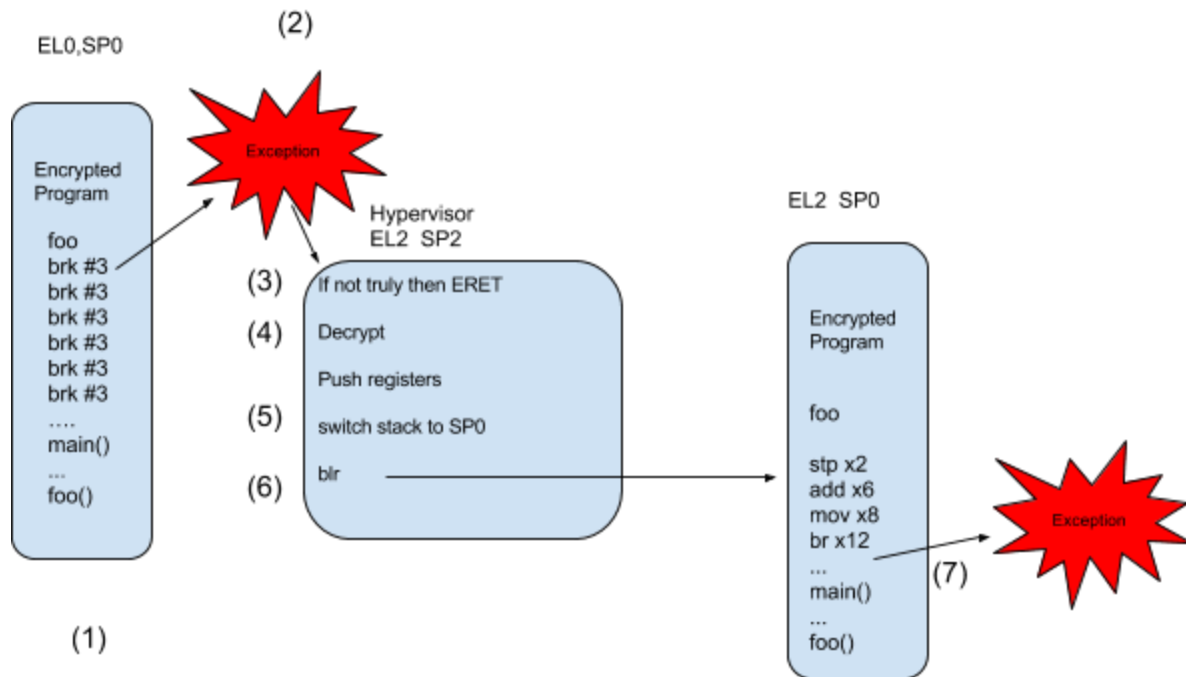 (2)
EL0,SP0
Exception
Encrypted
Program
foo
brk #3
brk #3
brk #3
brk #3
brk #3
brk #3
....
main()
...
foo()
(1)
Hypervisor
EL2 SP2
(3)
If not truly then ERET
(4)
Decrypt
Push registers
(5)
switch stack to SP0
(6)
blr
EL2 SP0
Encrypted
Program
foo
stp x2
add x6
mov x8
br x12
...
main()
...
foo()
(7)
Exception